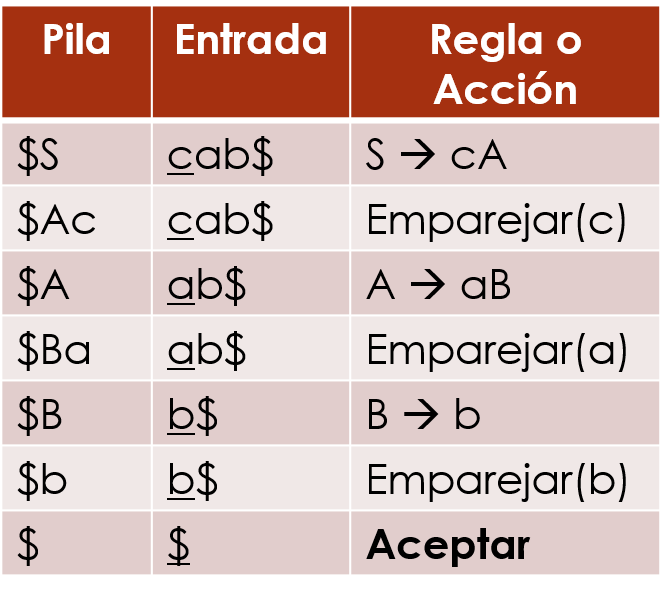 Pila Entrada Regla o
Acción
$S cab$ S → cA
$Ac cab$ Emparejar(c)
$A ab$ A → aB
$Ba ab$ Emparejar(a)
$B b$ B → b
$b b$ Emparejar(b)
$ $ Aceptar